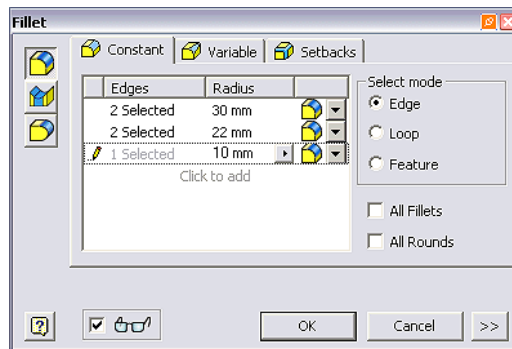 Fillet
Constant Variable Setbacks
Edges Radius
2 Selected 30 mm
2 Selected 22 mm
1 Selected 10 mm
Click to add
Select mode
Edge
Loop
Feature
All Fillets
All Rounds
OK Cancel >>